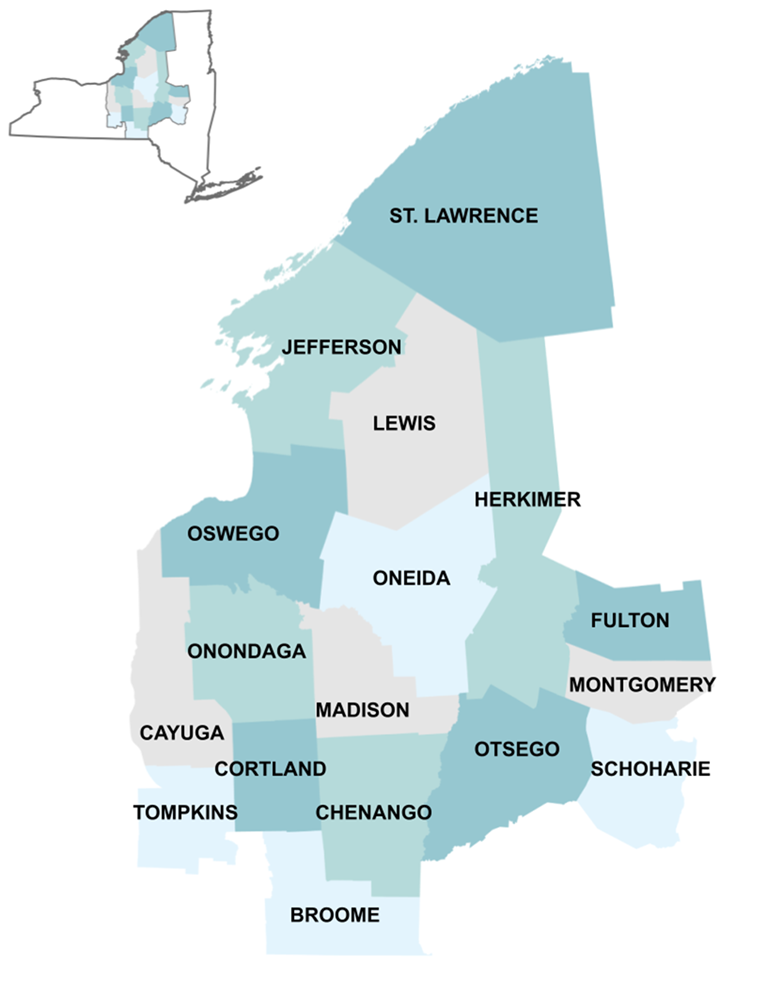 ST. LAWRENCE
JEFFERSON
LEWIS
HERKIMER
OSWEGO
ONEIDA
FULTON
ONONDAGA
MONTGOMERY
MADISON
CAYUGA
OTSEGO
CORTLAND
SCHOHARIE
TOMPKINS
CHENANGO
BROOME